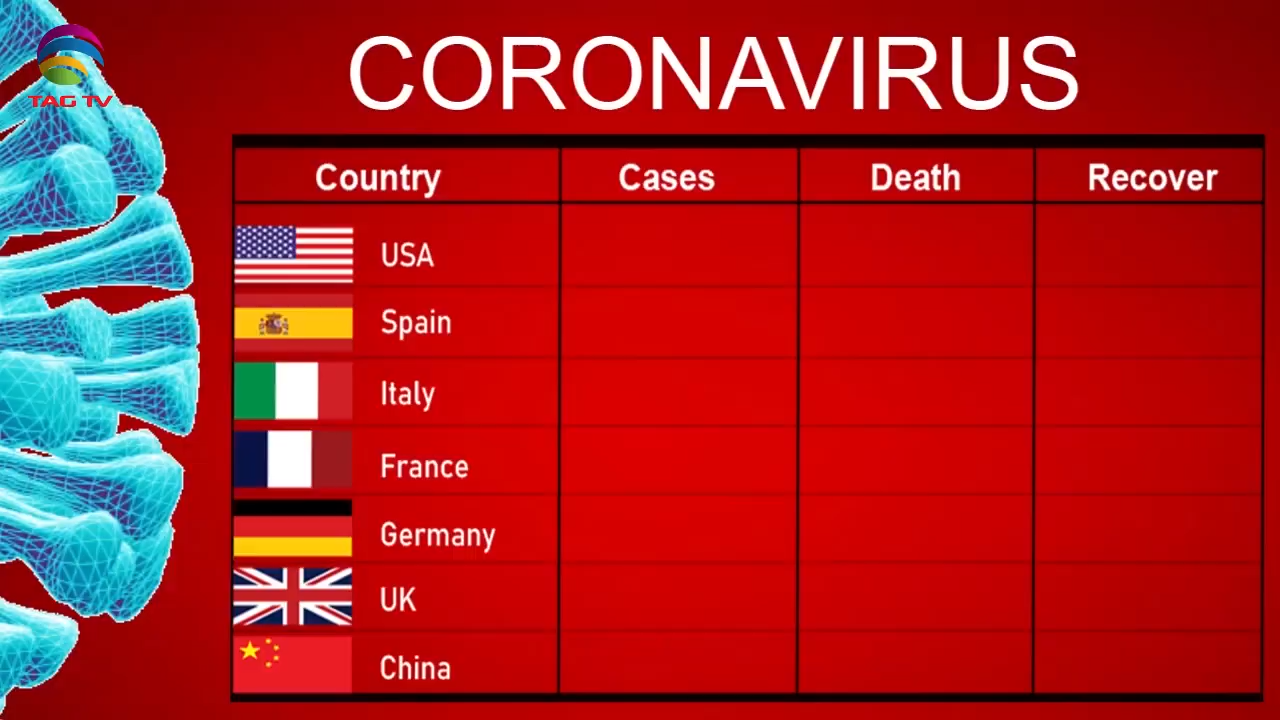 TAG TV
CORONAVIRUS
Country Cases Death Recover
USA
Spain
Italy
France
Germany
UK
China